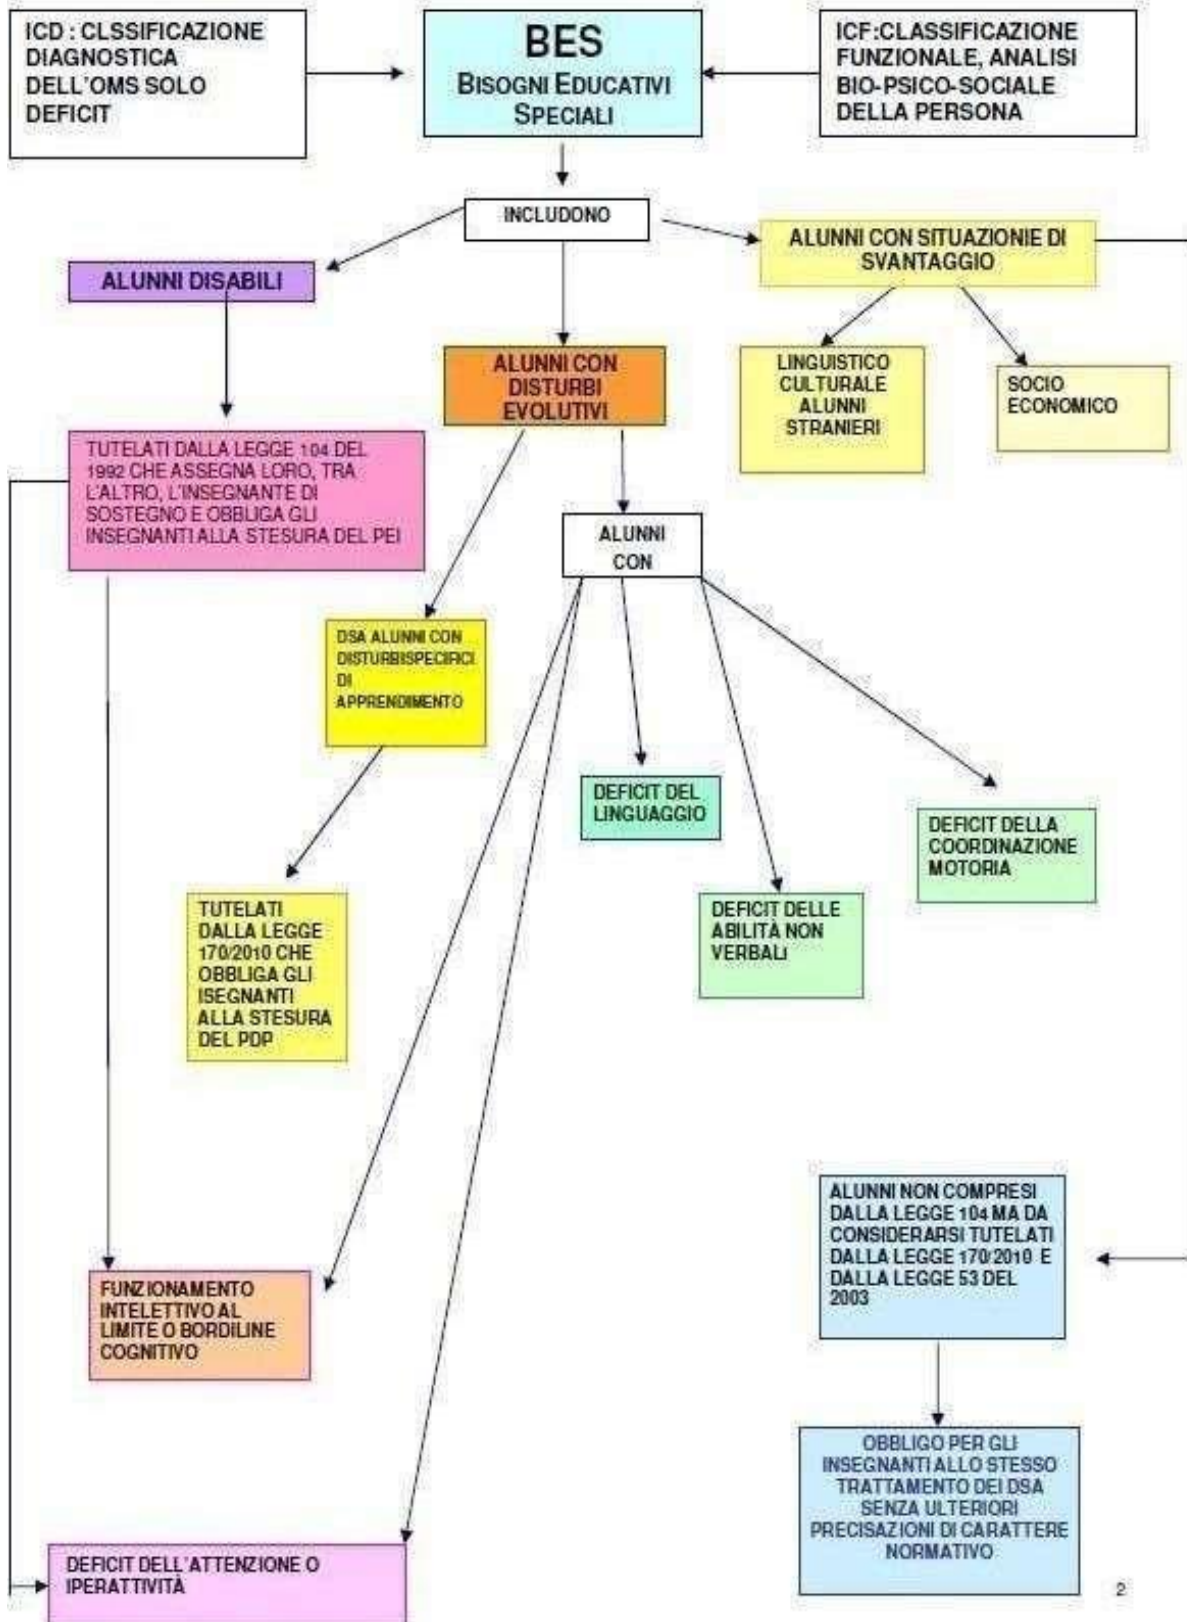 ICD : CLSSIFICAZIONE
DIAGNOSTICA
DELL'OMS SOLO
DEFICIT
BES
BISOGNI EDUCATIVI
SPECIALI
ICF:CLASSIFICAZIONE
FUNZIONALE, ANALISI
BIO-PSICO-SOCIALE
DELLA PERSONA
INCLUDONO
ALUNNI DISABILI
ALUNNI CON SITUAZIONIE DI
SVANTAGGIO
ALUNNI CON
DISTURBI
EVOLUTIVI
LINGUISTICO
CULTURALE
ALUNNI
STRANIERI
SOCIO
ECONOMICO
TUTELATI DALLA LEGGE 104 DEL
1992 CHE ASSEGNA LORO, TRA
L'ALTRO, L'INSEGNANTE DI
SOSTEGNO E OBBLIGA GLI
INSEGNANTI ALLA STESURA DEL PEI
ALUNNI
CON
DSA ALUNNI CON
DISTURBISPECIFICI
DI
APPRENDIMENTO
DEFICIT DEL
LINGUAGGIO
DEFICIT DELLA
COORDINAZIONE
MOTORIA
TUTELATI
DALLA LEGGE
170/2010 CHE
OBBLIGA GLI
ISEGNANTI
ALLA STESURA
DEL PDP
DEFICIT DELLE
ABILITÀ NON
VERBALI
ALUNNI NON COMPRESI
DALLA LEGGE 104 MA DA
CONSIDERARSI TUTELATI
DALLA LEGGE 170/2010 E
DALLA LEGGE 53 DEL
2003
FUNZIONAMENTO
INTELETTIVO AL
LIMITE O BORDILINE
COGNITIVO
OBBLIGO PER GLI
INSEGNANTI ALLO STESSO
TRATTAMENTO DEI DSA
SENZA ULTERIORI
PRECISAZIONI DI CARATTERE
NORMATIVO
DEFICIT DELL'ATTENZIONE O
IPERATTIVITÀ
2